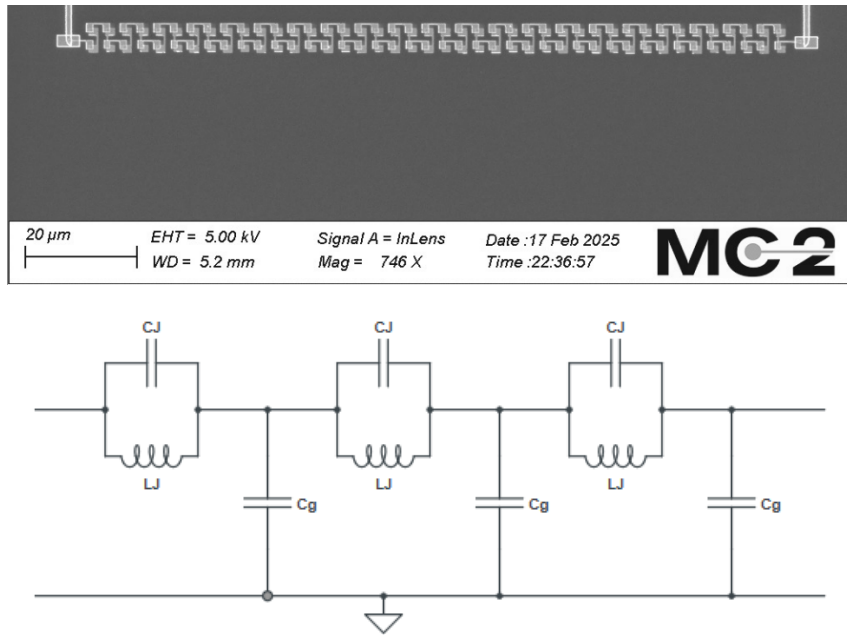 20 µm
EHT = 5.00 kV
WD = 5.2 mm
Signal A = InLens
Mag = 746 X
Date :17 Feb 2025
Time :22:36:57
MC2
CJ CJ CJ
LJ LJ LJ
Cg Cg Cg